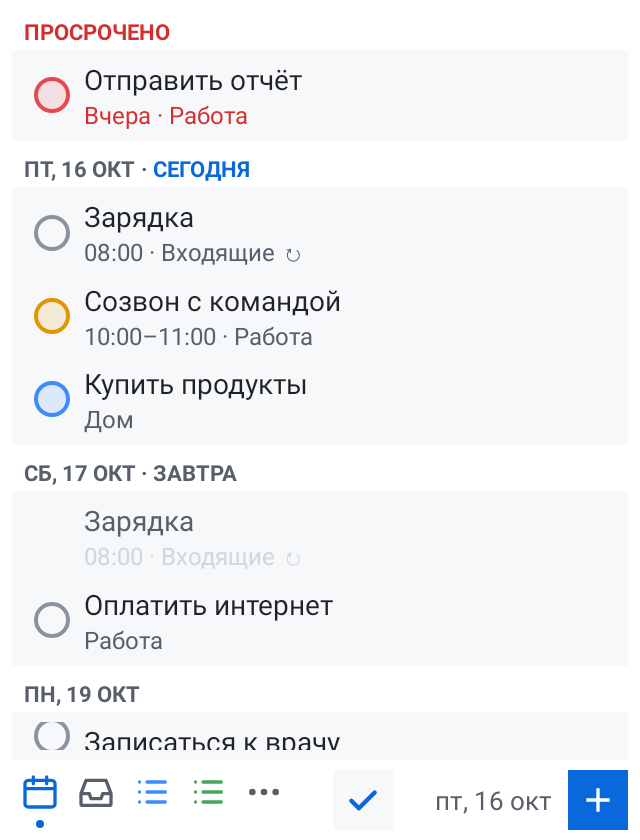 ПРОСРОЧЕНО
Отправить отчёт
Вчера · Работа
ПТ, 16 ОКТ · СЕГОДНЯ
Зарядка
08:00 · Входящие
Созвон с командой
10:00–11:00 · Работа
Купить продукты
Дом
СБ, 17 ОКТ · ЗАВТРА
Зарядка
08:00 · Входящие
Оплатить интернет
Работа
ПН, 19 ОКТ
Записаться к врачу
пт, 16 окт